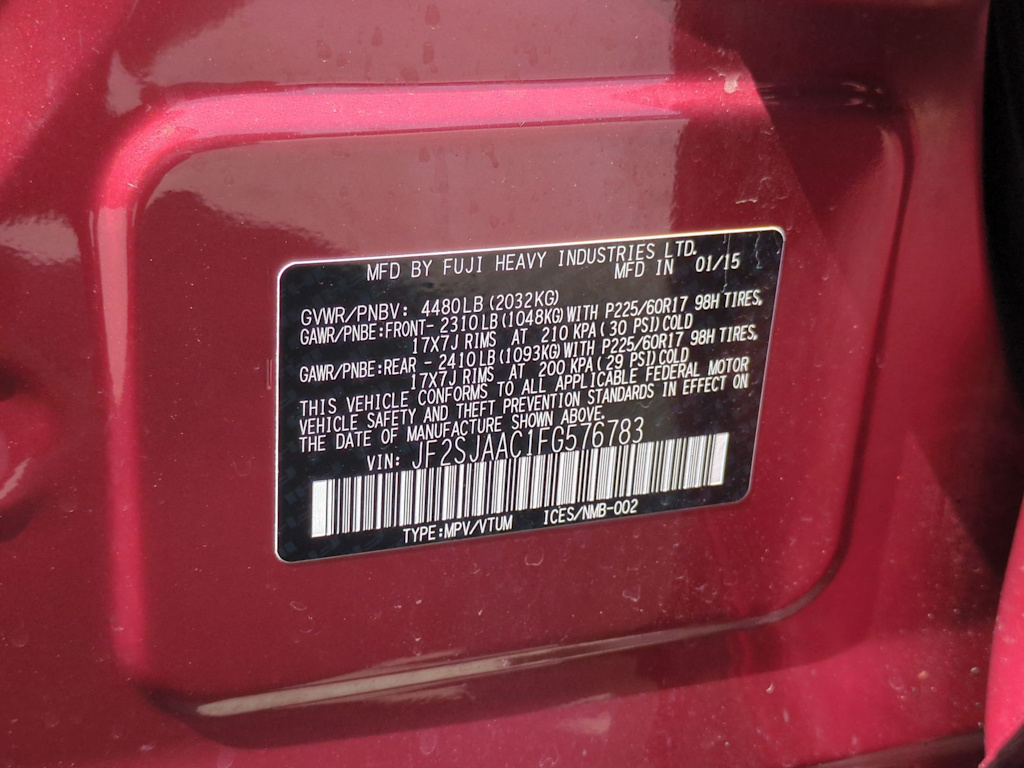 MFD BY FUJI HEAVY INDUSTRIES LTD.
MFD IN 01/15
GVWR/PNBV: 4480LB(2032KG)
GAWR/PNBE:FRONT- 2310LB(1048KG)WITH P225/60R17 98H TIRES,
17X7J RIMS AT 210 KPA(30 PSI)COLD
GAWR/PNBE:REAR - 2410LB(1093KG)WITH P225/60R17 98H TIRES,
17X7J RIMS AT 200 KPA(29 PSI)COLD
THIS VEHICLE CONFORMS TO ALL APPLICABLE FEDERAL MOTOR
VEHICLE SAFETY AND THEFT PREVENTION STANDARDS IN EFFECT ON
THE DATE OF MANUFACTURE SHOWN ABOVE.
VIN: JF2SJAAC1FG576783
TYPE:MPV/VTUM ICES/NMB-002